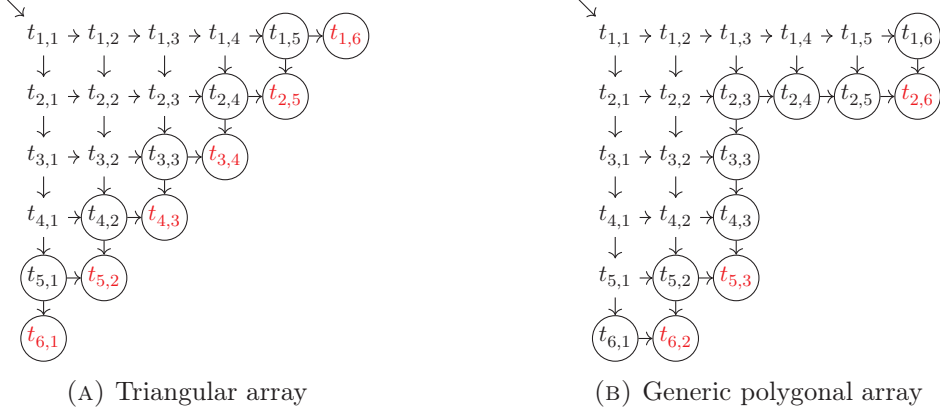 t1,1 → t1,2 → t1,3 → t1,4 → t1,5 → t1,6
t2,1 → t2,2 → t2,3 t2,4 → t2,5
t3,1 → t3,2 → t3,3 → t3,4
t4,1 → t4,2 → t4,3
t5,1 → t5,2
t6,1
(A) Triangular array
t1,1 → t1,2 → t1,3 → t1,4 → t1,5 → t1,6
t2,1 → t2,2 → t2,3 → t2,4 → t2,5 → t2,6
t3,1 → t3,2 → t3,3
t4,1 → t4,2 → t4,3
t5,1 → t5,2 → t5,3
t6,1 → t6,2
(B) Generic polygonal array